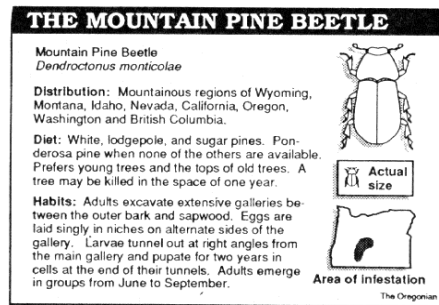 THE MOUNTAIN PINE BEETLE
Mountain Pine Beetle
Dendroctonus monticolae
Distribution: Mountainous regions of Wyoming,
Montana, Idaho, Nevada, California, Oregon,
Washington and British Columbia.
Diet: White, lodgepole, and sugar pines. Pon-
derosa pine when none of the others are available.
Prefers young trees and the tops of old trees. A
tree may be killed in the space of one year.
Habits: Adults excavate extensive galleries be-
tween the outer bark and sapwood. Eggs are
laid singly in niches on alternate sides of the
gallery. Larvae tunnel out at right angles from
the main gallery and pupate for two years in
cells at the end of their tunnels. Adults emerge
in groups from June to September.
Actual
size
Area of infestation
The Oregonian